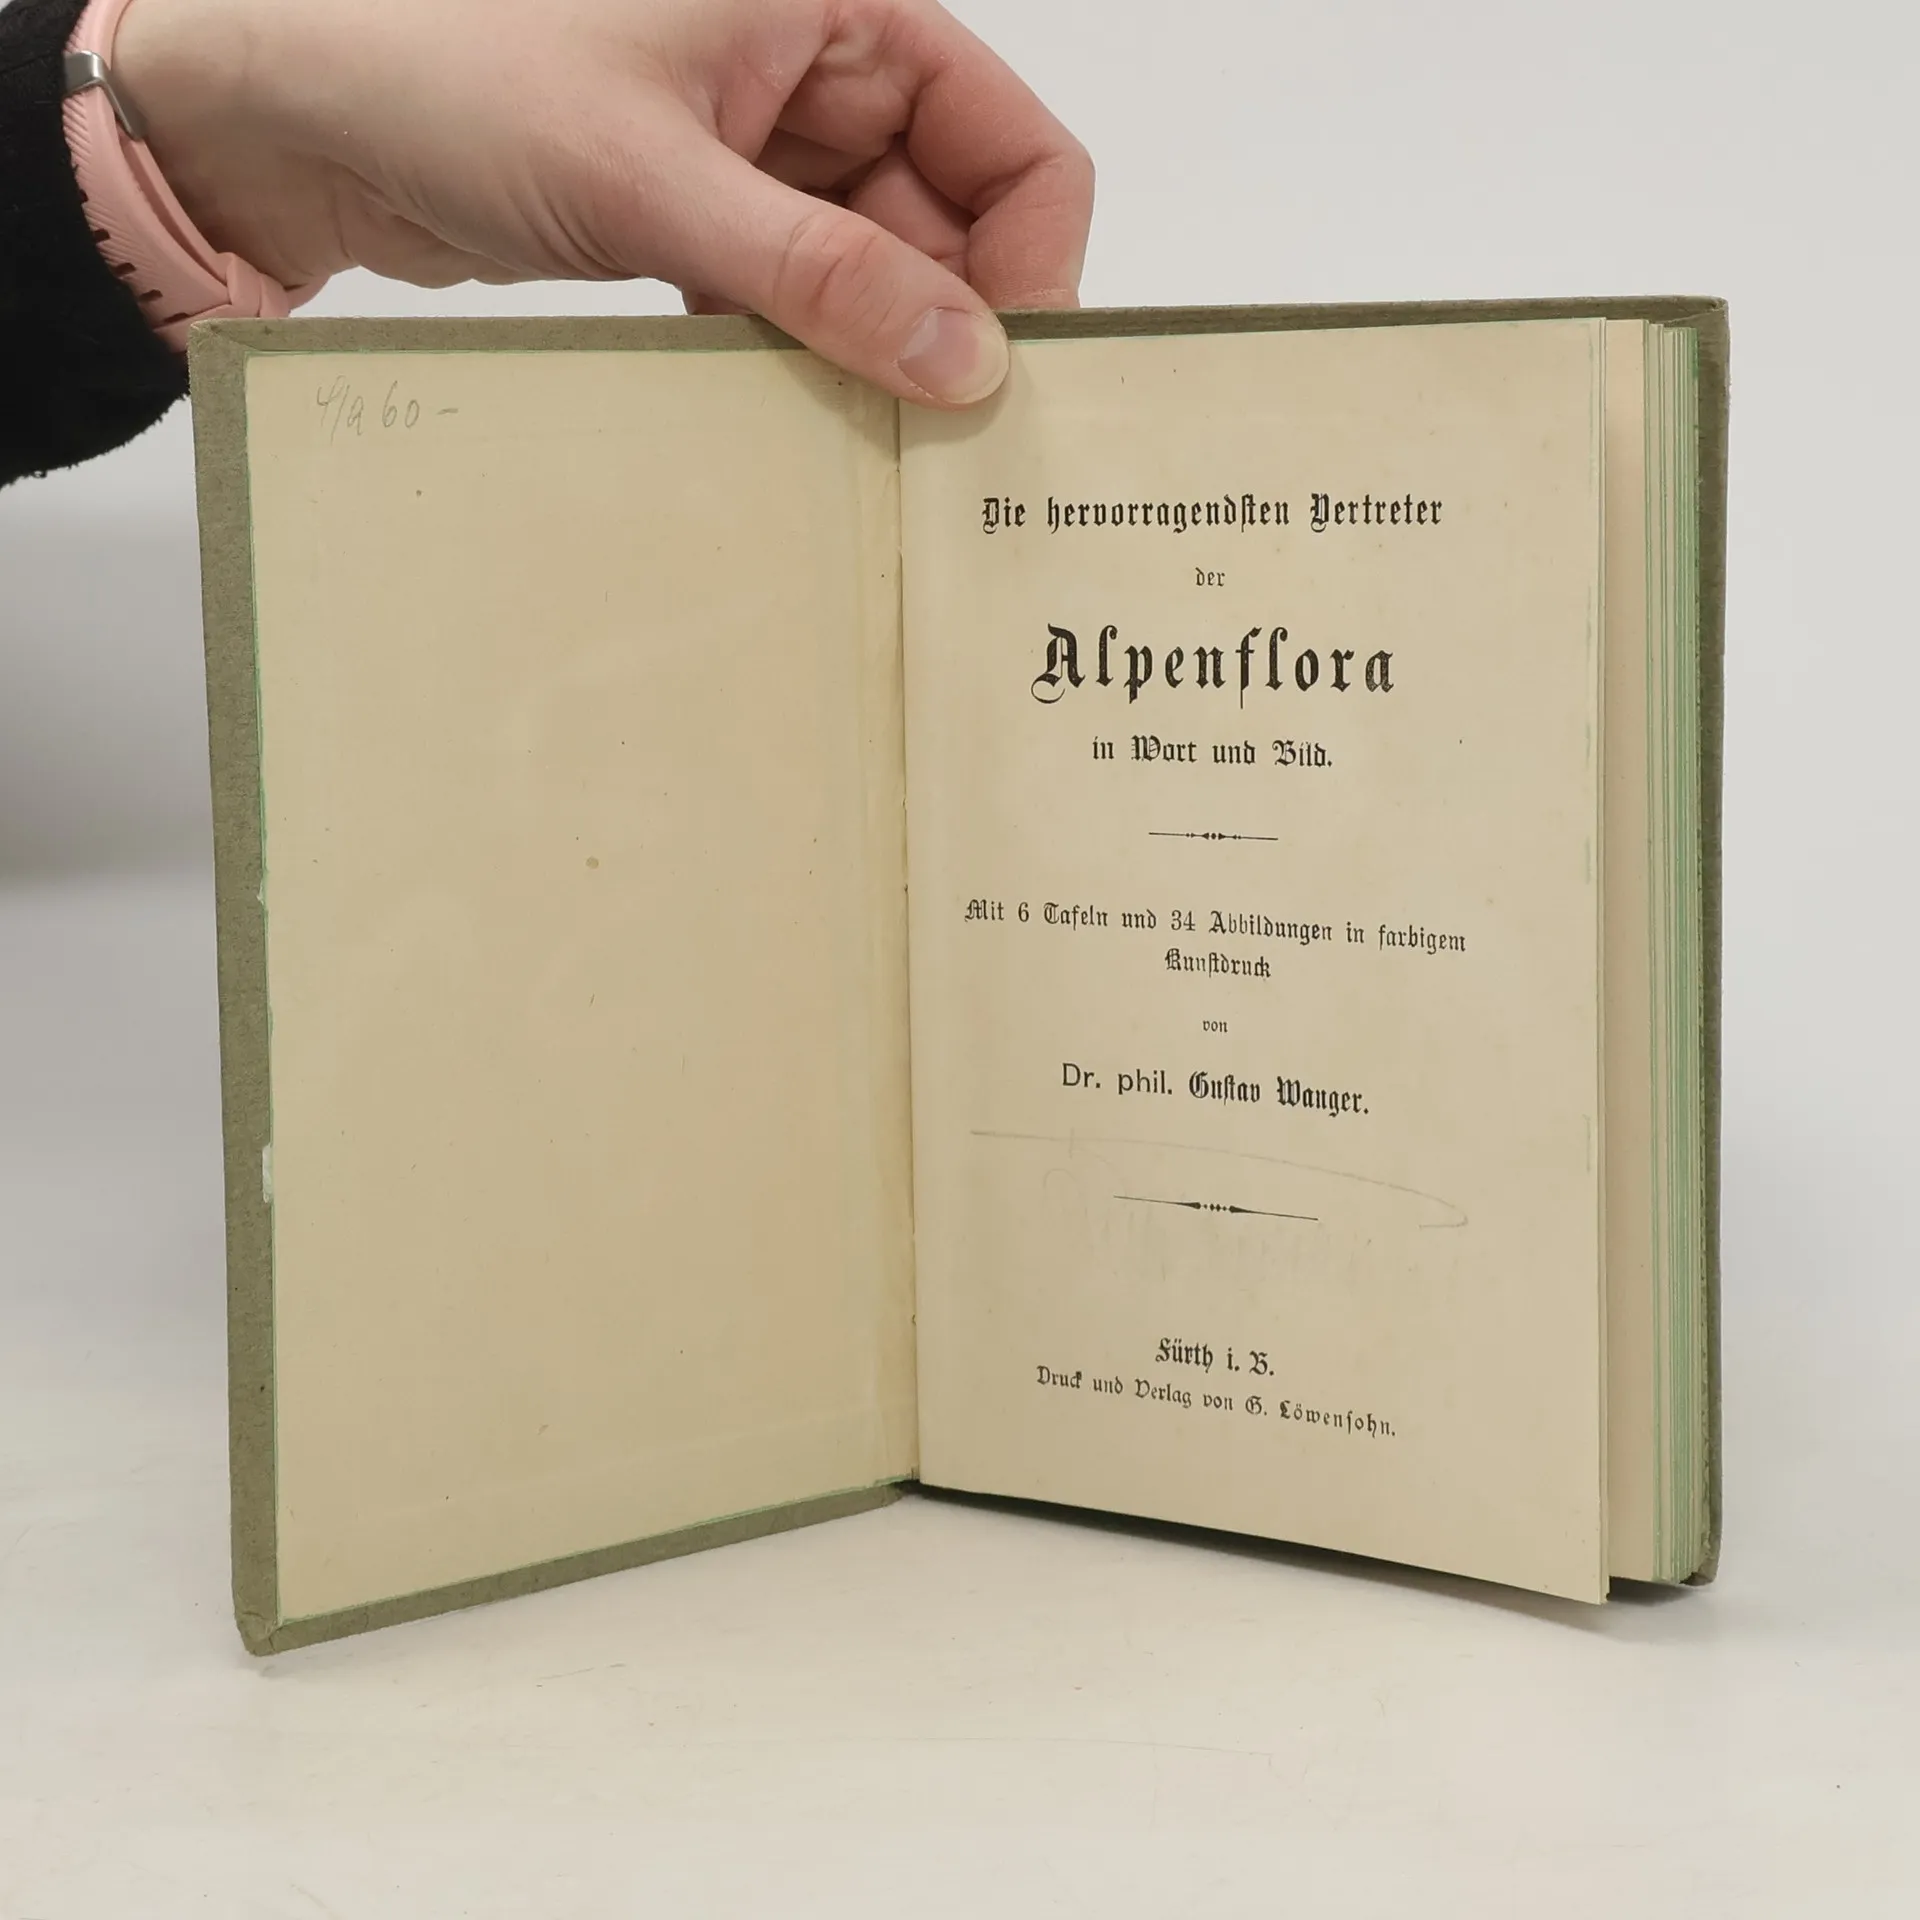 60 –
Die hervorragendsten Vertreter
der
Alpenflora
in Wort und Bild.
Mit 6 Tafeln und 34 Abbildungen in farbigem
Kunstdruck
von
Dr. phil. Gustav Wanger.
Fürth i. B.
Druck und Verlag von G. Löwensohn.